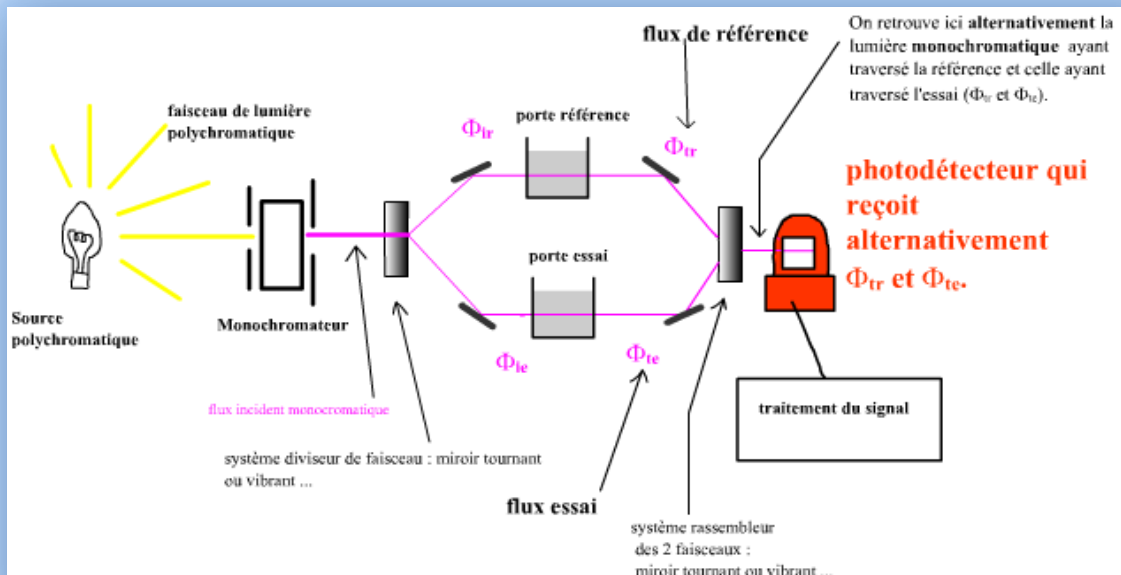 flux de référence
On retrouve ici alternativement la
lumière monochromatique ayant
traversé la référence et celle ayant
traversé l'essai (Φtr et Φte).
faisceau de lumière
polychromatique
porte référence
Φir
Φtr
photodétecteur qui
reçoit
alternativement
Φtr et Φte.
porte essai
Source
polychromatique
Monochromateur
Φie
Φte
flux incident monocromatique
traitement du signal
système diviseur de faisceau : miroir tournant
ou vibrant ...
flux essai
système rassembleur
des 2 faisceaux :
miroir tournant ou vibrant ...